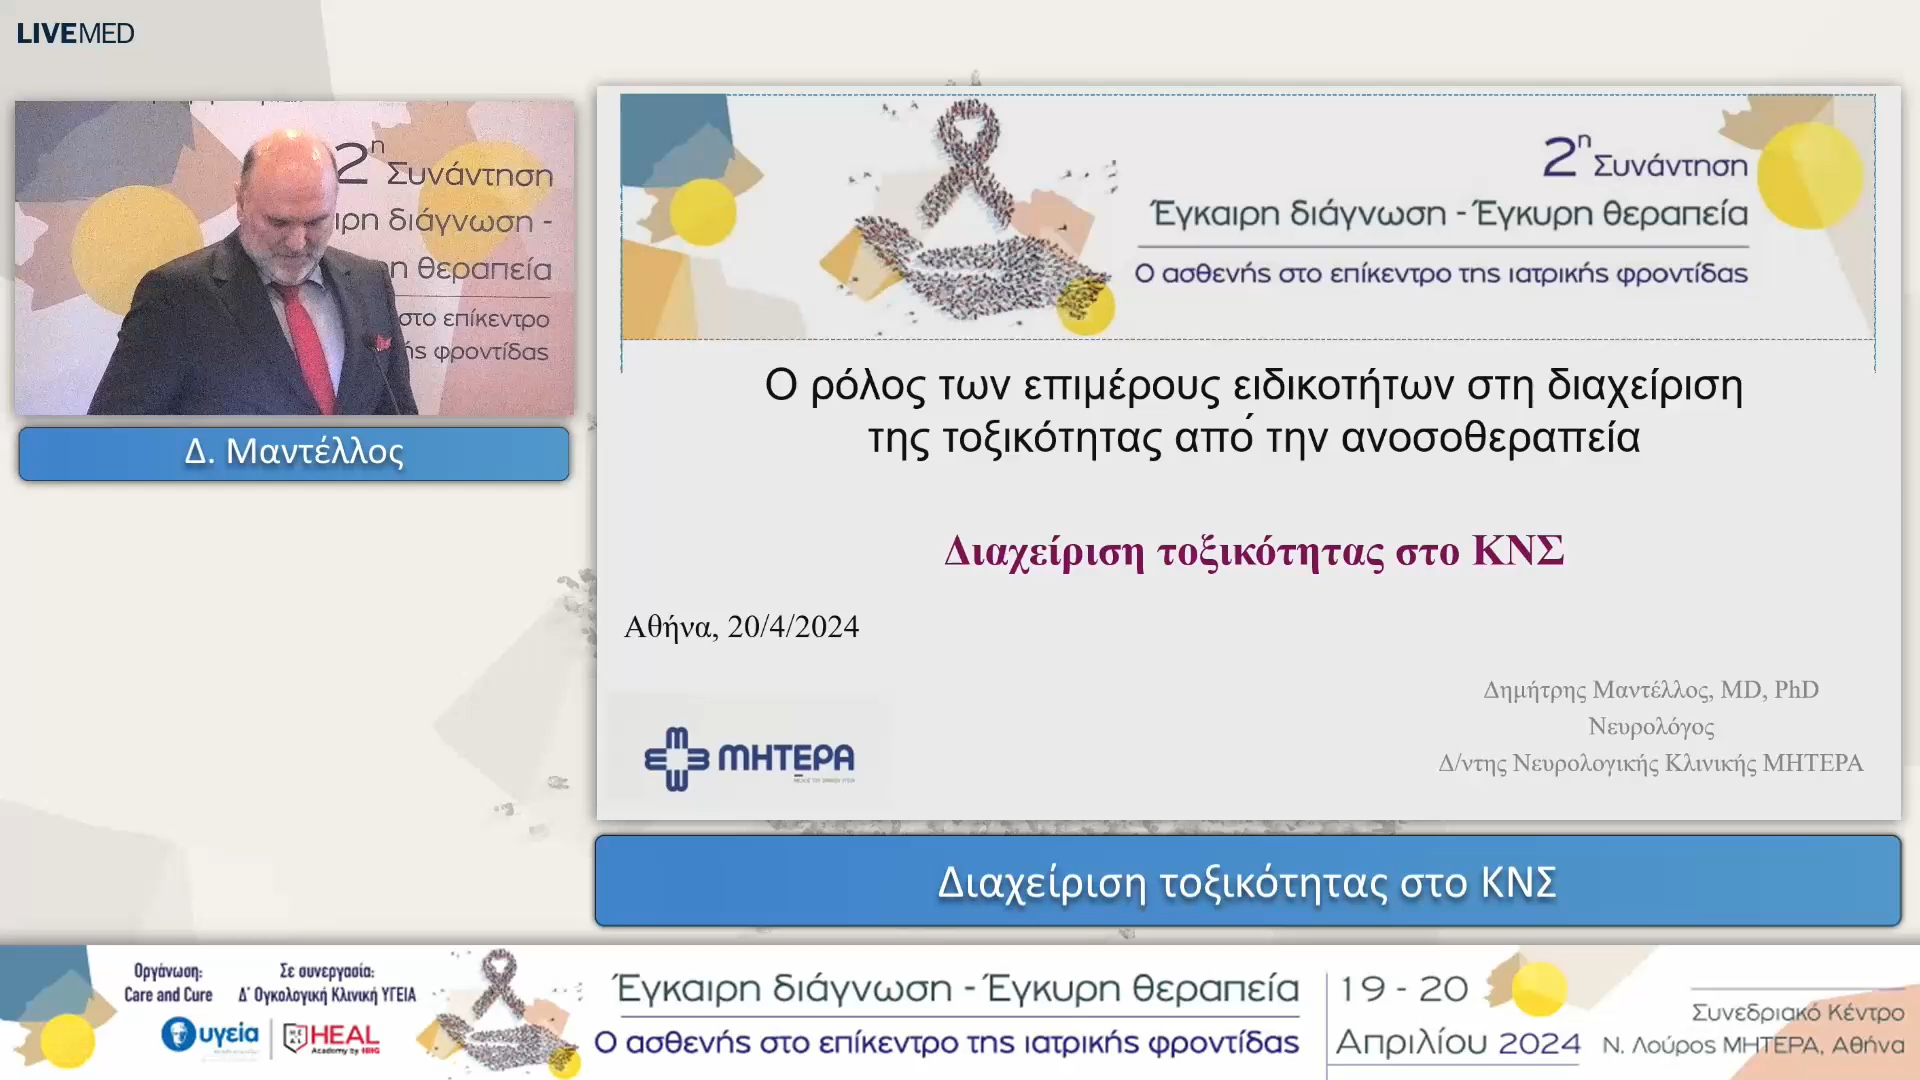 LIVEMED
2η
Συνάντηση
ιρη διάγνωση -
η θεραπεία
στο επίκεντρο
ής φροντίδας
Δ. Μαντέλλος
2η Συνάντηση
Έγκαιρη διάγνωση - Έγκυρη θεραπεία
Ο ασθενής στο επίκεντρο της ιατρικής φροντίδας
Ο ρόλος των επιμέρους ειδικοτήτων στη διαχείριση
της τοξικότητας από την ανοσοθεραπεία
Διαχείριση τοξικότητας στο ΚΝΣ
Αθήνα, 20/4/2024
Δημήτρης Μαντέλλος, MD, PhD
Νευρολόγος
Δ/ντης Νευρολογικής Κλινικής ΜΗΤΕΡΑ
ΜΗΤΕΡΑ
Διαχείριση τοξικότητας στο ΚΝΣ
Οργάνωση:
Care and Cure
Σε συνεργασία:
Δ΄ Ογκολογική Κλινική ΥΓΕΙΑ
υγεία
HEAL
Academy by HHG
Έγκαιρη διάγνωση - Έγκυρη θεραπεία
Ο ασθενής στο επίκεντρο της ιατρικής φροντίδας
19 - 20
Απριλίου 2024
Συνεδριακό Κέντρο
Ν. Λούρος ΜΗΤΕΡΑ, Αθήνα